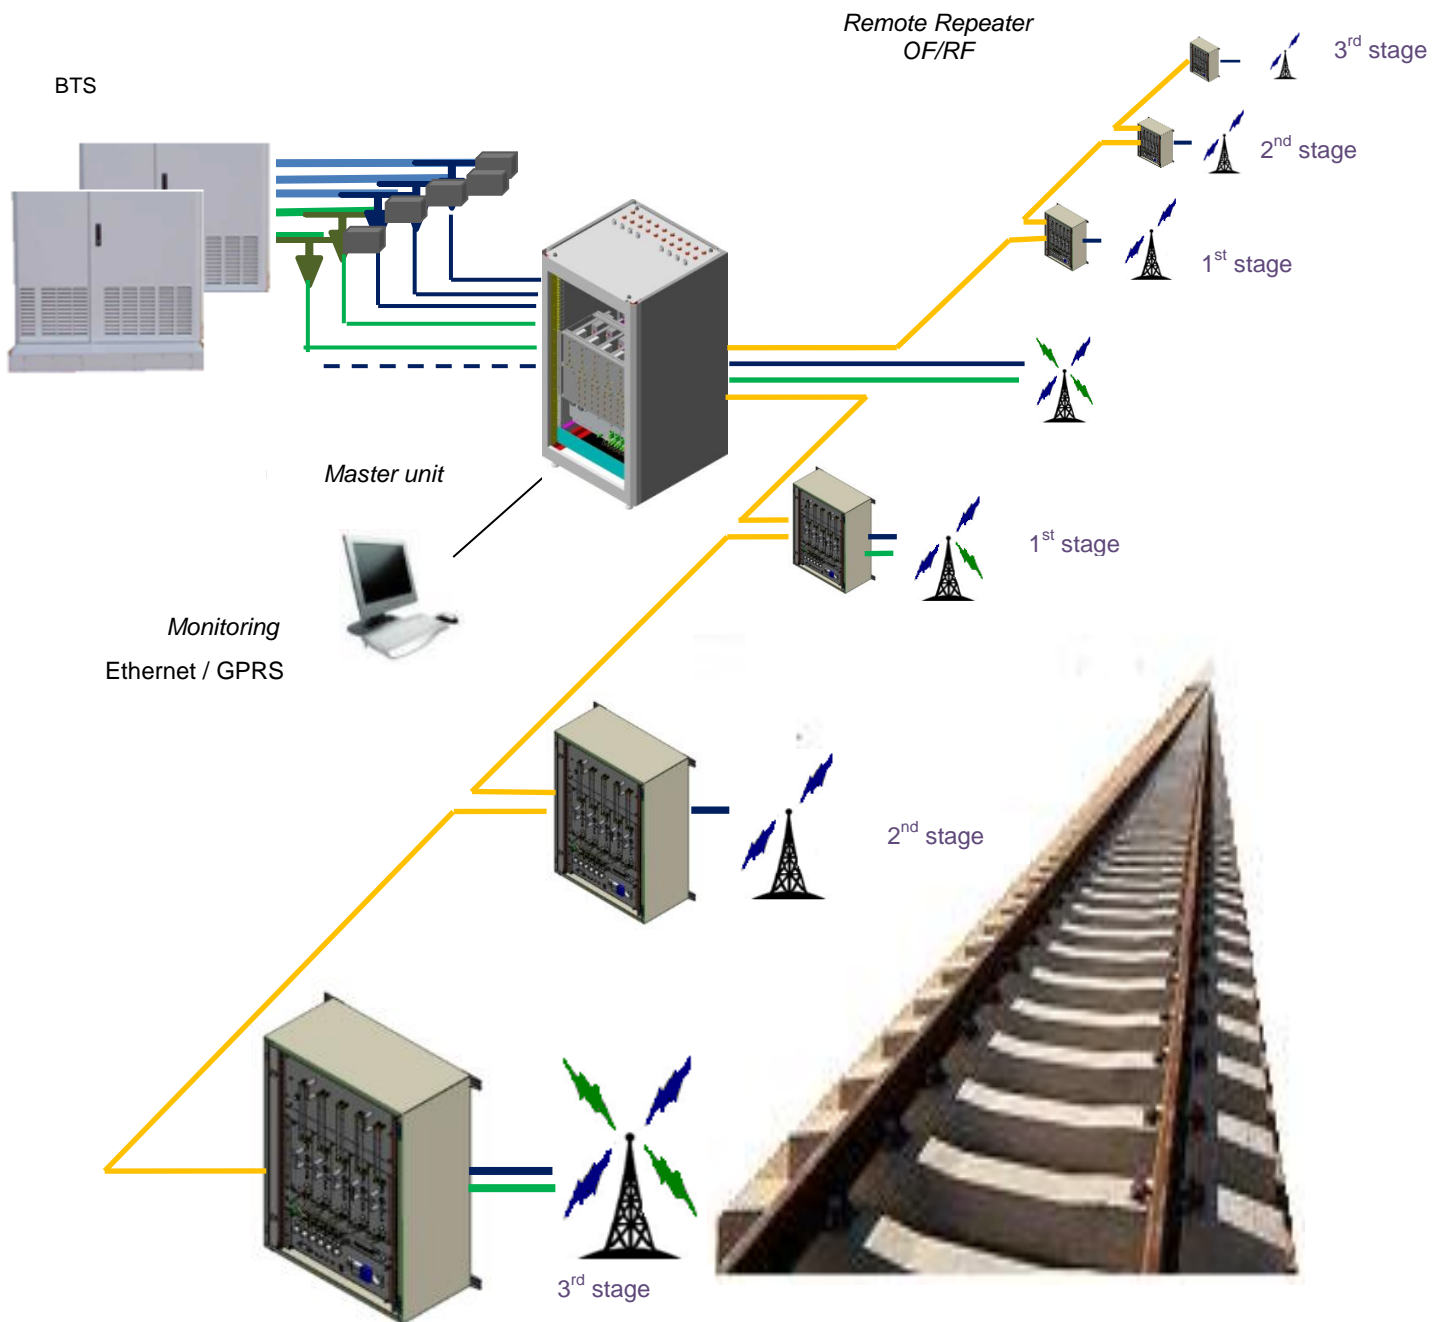 Remote Repeater
OF/RF
3rd stage
BTS
2nd stage
1st stage
Master unit
1st stage
Monitoring
Ethernet / GPRS
2nd stage
3rd stage